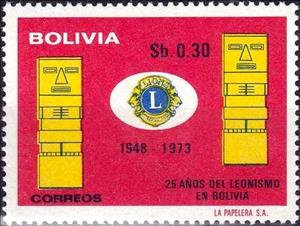 BOLIVIA
$b. 0.30
LIONS
L
1948 - 1973
25 AÑOS DEL LEONISMO
EN BOLIVIA
CORREOS
LA PAPELERA S.A.